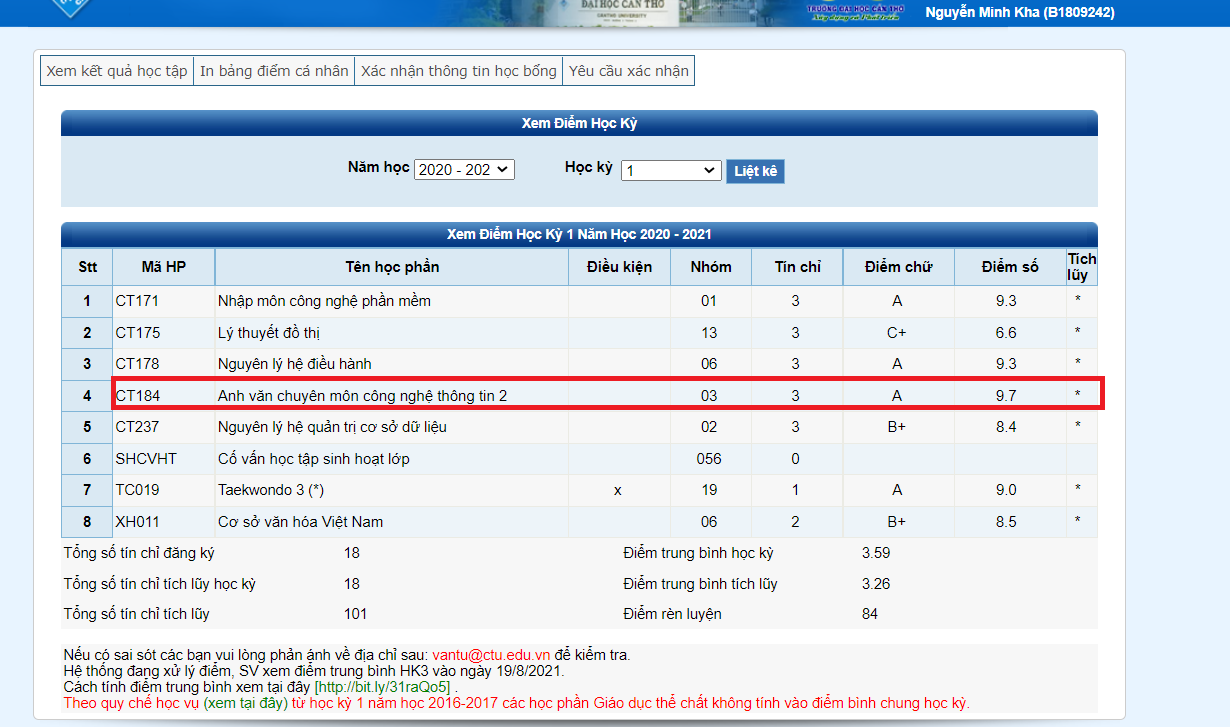 ĐẠI HỌC CẦN THƠ
CANTHO UNIVERSITY
TRƯỜNG ĐẠI HỌC CẦN THƠ
Nguyễn Minh Kha (B1809242)
Xem kết quả học tập In bảng điểm cá nhân Xác nhận thông tin học bổng Yêu cầu xác nhận
Xem Điểm Học Kỳ
Năm học 2020 - 202 Học kỳ 1 Liệt kê
Xem Điểm Học Kỳ 1 Năm Học 2020 - 2021
Stt Mã HP Tên học phần Điều kiện Nhóm Tín chỉ Điểm chữ Điểm số Tích lũy
1 CT171 Nhập môn công nghệ phần mềm 01 3 A 9.3 *
2 CT175 Lý thuyết đồ thị 13 3 C+ 6.6 *
3 CT178 Nguyên lý hệ điều hành 06 3 A 9.3 *
4 CT184 Anh văn chuyên môn công nghệ thông tin 2 03 3 A 9.7 *
5 CT237 Nguyên lý hệ quản trị cơ sở dữ liệu 02 3 B+ 8.4 *
6 SHCVHT Cố vấn học tập sinh hoạt lớp 056 0
7 TC019 Taekwondo 3 (*) x 19 1 A 9.0 *
8 XH011 Cơ sở văn hóa Việt Nam 06 2 B+ 8.5 *
Tổng số tín chỉ đăng ký 18 Điểm trung bình học kỳ 3.59
Tổng số tín chỉ tích lũy học kỳ 18 Điểm trung bình tích lũy 3.26
Tổng số tín chỉ tích lũy 101 Điểm rèn luyện 84
Nếu có sai sót các bạn vui lòng phản ánh về địa chỉ sau: vantu@ctu.edu.vn để kiểm tra.
Hệ thống đang xử lý điểm, SV xem điểm trung bình HK3 vào ngày 19/8/2021.
Cách tính điểm trung bình xem tại đây [http://bit.ly/31raQo5] .
Theo quy chế học vụ (xem tại đây) từ học kỳ 1 năm học 2016-2017 các học phần Giáo dục thể chất không tính vào điểm bình chung học kỳ.